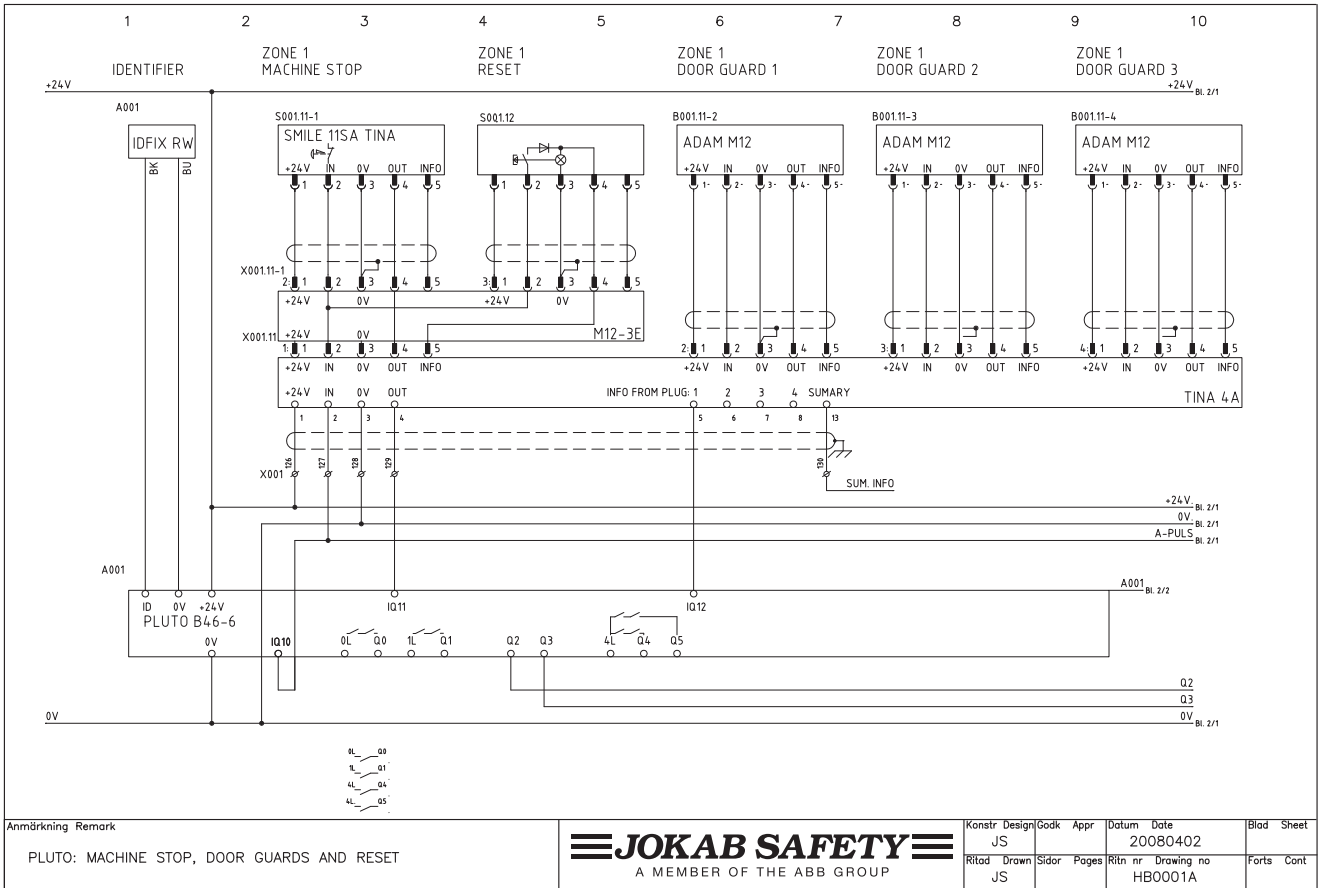 1 2 3 4 5 6 7 8 9 10
IDENTIFIER
ZONE 1
MACHINE STOP
ZONE 1
RESET
ZONE 1
DOOR GUARD 1
ZONE 1
DOOR GUARD 2
ZONE 1
DOOR GUARD 3
+24V +24V Bl. 2/1
A001
IDFIX RW
BK BU
S001.11-1
SMILE 11SA TINA
+24V IN 0V OUT INFO
1 2 3 4 5
S001.12
1 2 3 4 5
B001.11-2
ADAM M12
+24V IN 0V OUT INFO
1- 2- 3- 4- 5-
B001.11-3
ADAM M12
+24V IN 0V OUT INFO
1- 2- 3- 4- 5-
B001.11-4
ADAM M12
+24V IN 0V OUT INFO
1- 2- 3- 4- 5-
X001.11-1
2: 1 2 3 4 5
3: 1 2 3 4 5
+24V 0V +24V 0V
X001.11 +24V 0V M12-3E
1: 1 2 3 4 5
2: 1 2 3 4 5
3: 1 2 3 4 5
4: 1 2 3 4 5
+24V IN 0V OUT INFO
+24V IN 0V OUT INFO
+24V IN 0V OUT INFO
+24V IN 0V OUT INFO
+24V IN 0V OUT INFO FROM PLUG: 1 2 3 4 SUMARY
TINA 4A
1 2 3 4 5 6 7 8 13
X001 126 127 128 129 130
SUM. INFO
+24V. Bl. 2/1
0V. Bl. 2/1
A-PULS Bl. 2/1
A001
A001 Bl. 2/2
ID 0V +24V IQ11 IQ12
PLUTO B46-6
0V IQ10 0L Q0 1L Q1 Q2 Q3 4L Q4 Q5
Q2
Q3
0V 0V Bl. 2/1
0L Q0
1L Q1
4L Q4
4L Q5
Anmärkning Remark
PLUTO: MACHINE STOP, DOOR GUARDS AND RESET
JOKAB SAFETY
A MEMBER OF THE ABB GROUP
Konstr Design Godk Appr Datum Date Blad Sheet
JS 20080402
Ritad Drawn Sidor Pages Ritn nr Drawing no Forts Cont
JS HB0001A